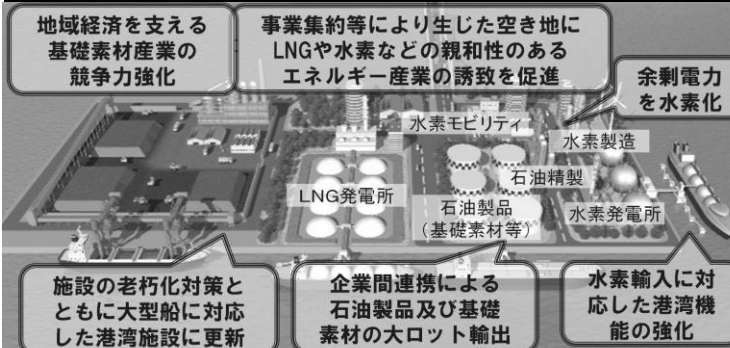 地域経済を支える
基礎素材産業の
競争力強化
事業集約等により生じた空き地に
LNGや水素などの親和性のある
エネルギー産業の誘致を促進
余剰電力
を水素化
水素モビリティ
水素製造
LNG発電所
石油精製
石油製品
（基礎素材等）
水素発電所
施設の老朽化対策と
ともに大型船に対応
した港湾施設に更新
企業間連携による
石油製品及び基礎
素材の大ロット輸出
水素輸入に対
応した港湾機
能の強化